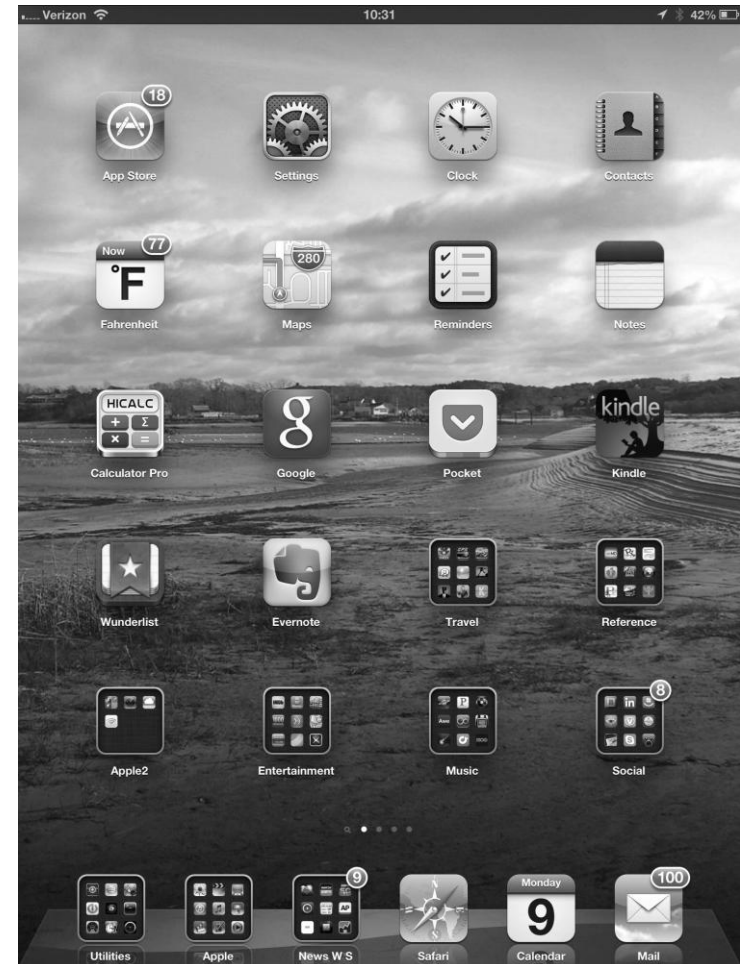 Verizon 10:31 42%
18
App Store Settings Clock Contacts
Now 77
°F 280
Fahrenheit Maps Reminders Notes
HICALC
+ Σ
× =
g kindle
Calculator Pro Google Pocket Kindle
Wunderlist Evernote Travel Reference
8
in
P
Apple2 Entertainment Music Social
9 Monday 100
AP 9
N
Utilities Apple News W S Safari Calendar Mail